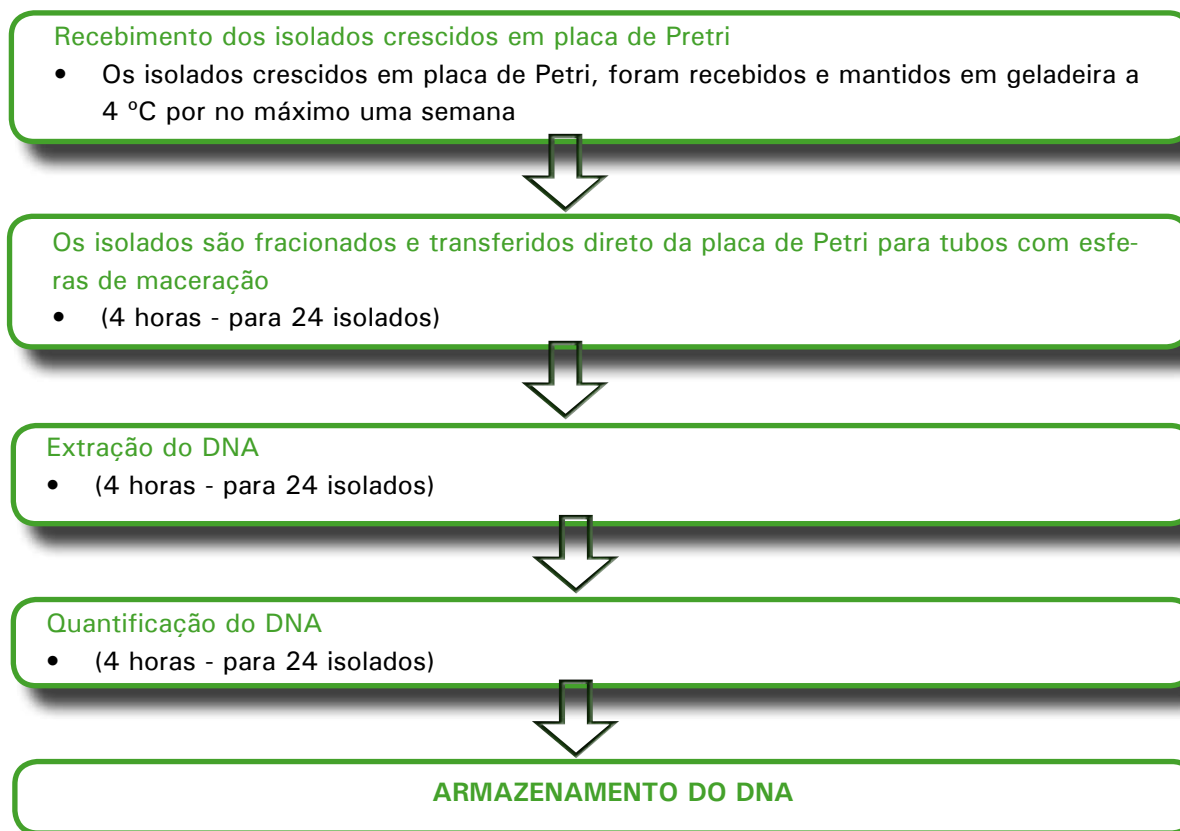 Recebimento dos isolados crescidos em placa de Pretri
• Os isolados crescidos em placa de Petri, foram recebidos e mantidos em geladeira a
4 ºC por no máximo uma semana
Os isolados são fracionados e transferidos direto da placa de Petri para tubos com esfe-
ras de maceração
• (4 horas - para 24 isolados)
Extração do DNA
• (4 horas - para 24 isolados)
Quantificação do DNA
• (4 horas - para 24 isolados)
ARMAZENAMENTO DO DNA